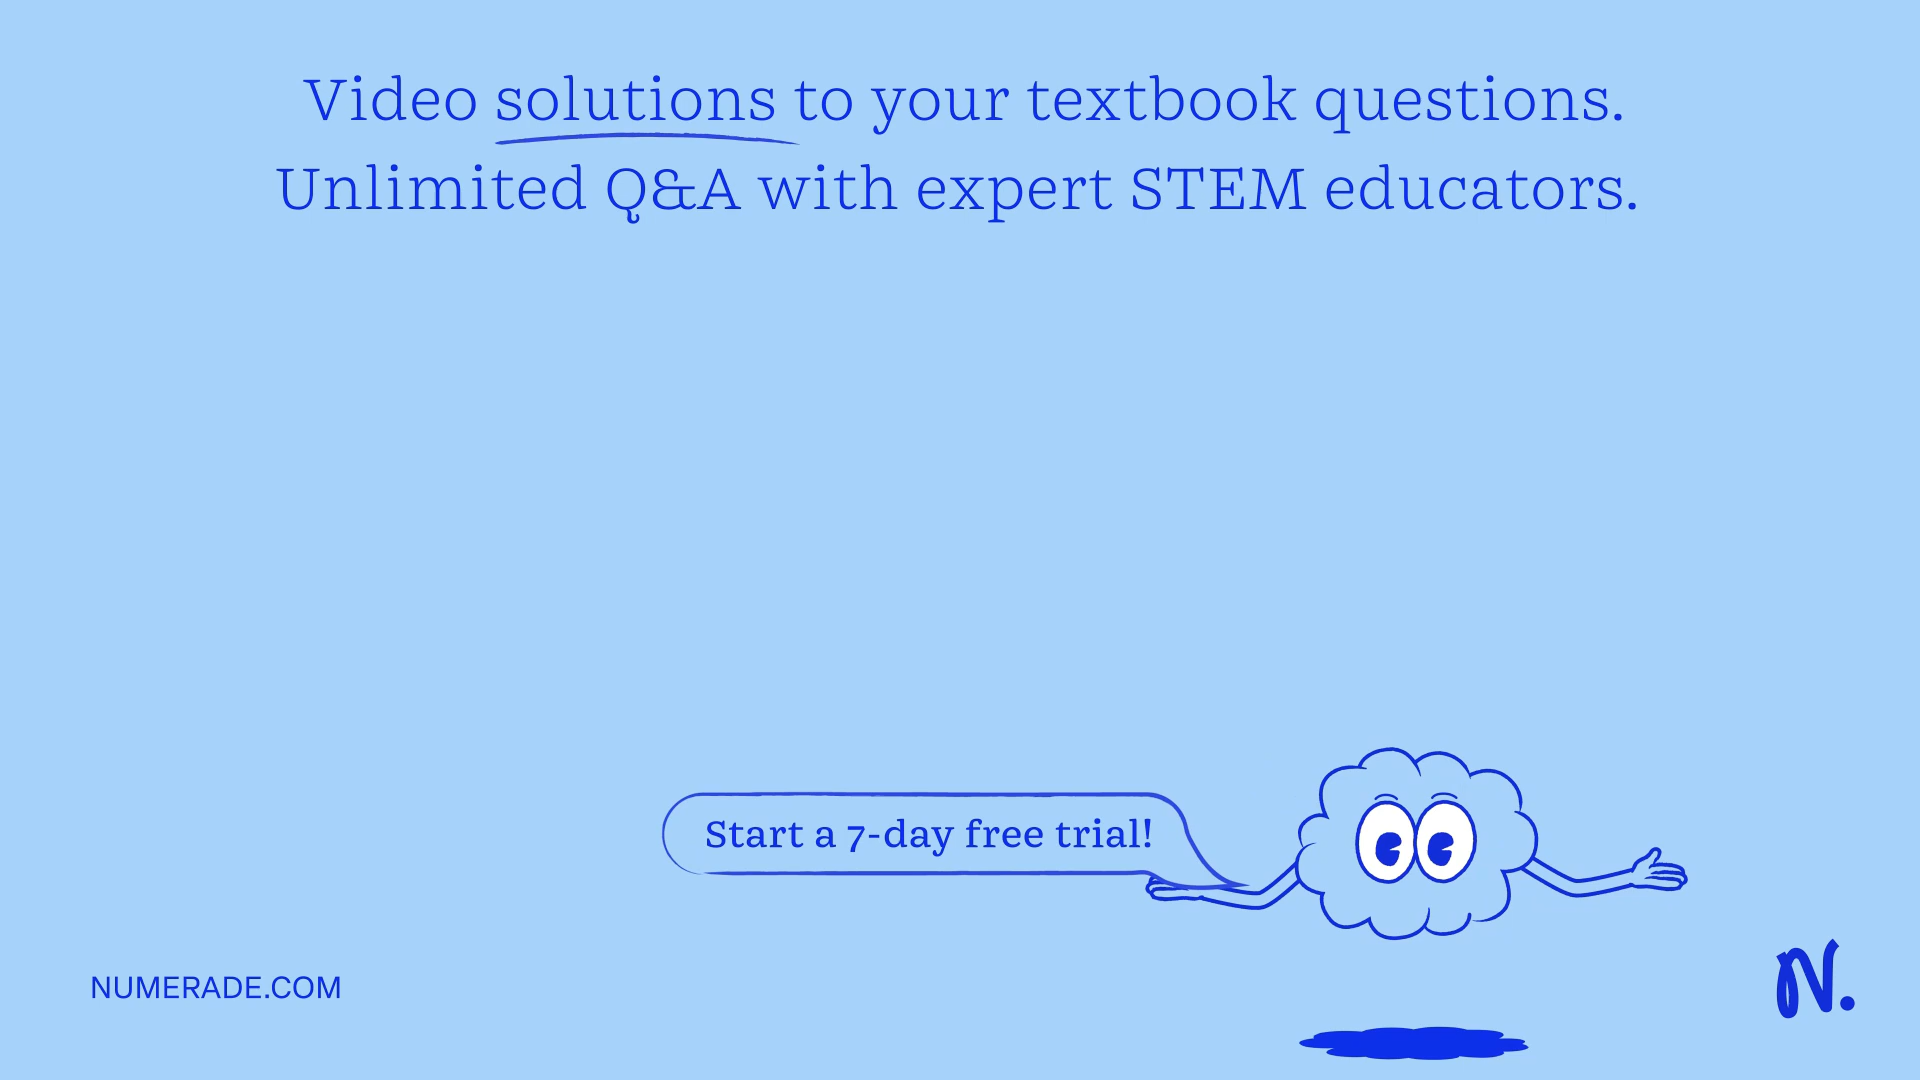 Video solutions to your textbook questions.
Unlimited Q&A with expert STEM educators.
Start a 7-day free trial!
NUMERADE.COM
N.